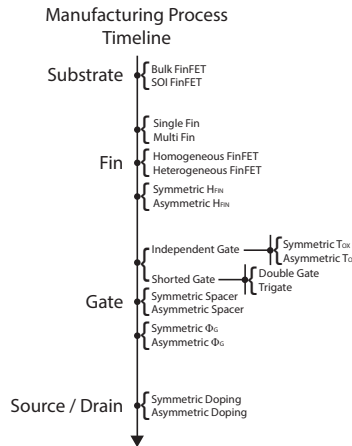 Manufacturing Process
Timeline
Substrate
Bulk FinFET
SOI FinFET
Single Fin
Multi Fin
Fin
Homogeneous FinFET
Heterogeneous FinFET
Symmetric HFIN
Asymmetric HFIN
Independent Gate
Symmetric TOX
Asymmetric TO
Shorted Gate
Double Gate
Trigate
Gate
Symmetric Spacer
Asymmetric Spacer
Symmetric ΦG
Asymmetric ΦG
Source / Drain
Symmetric Doping
Asymmetric Doping